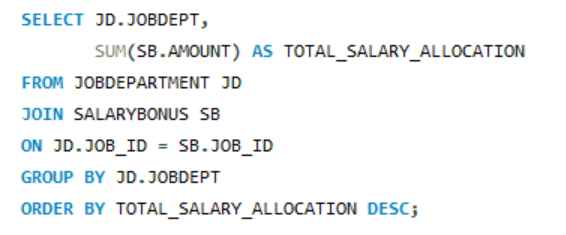 SELECT JD.JOBDEPT,
SUM(SB.AMOUNT) AS TOTAL_SALARY_ALLOCATION
FROM JOBDEPARTMENT JD
JOIN SALARYBONUS SB
ON JD.JOB_ID = SB.JOB_ID
GROUP BY JD.JOBDEPT
ORDER BY TOTAL_SALARY_ALLOCATION DESC;